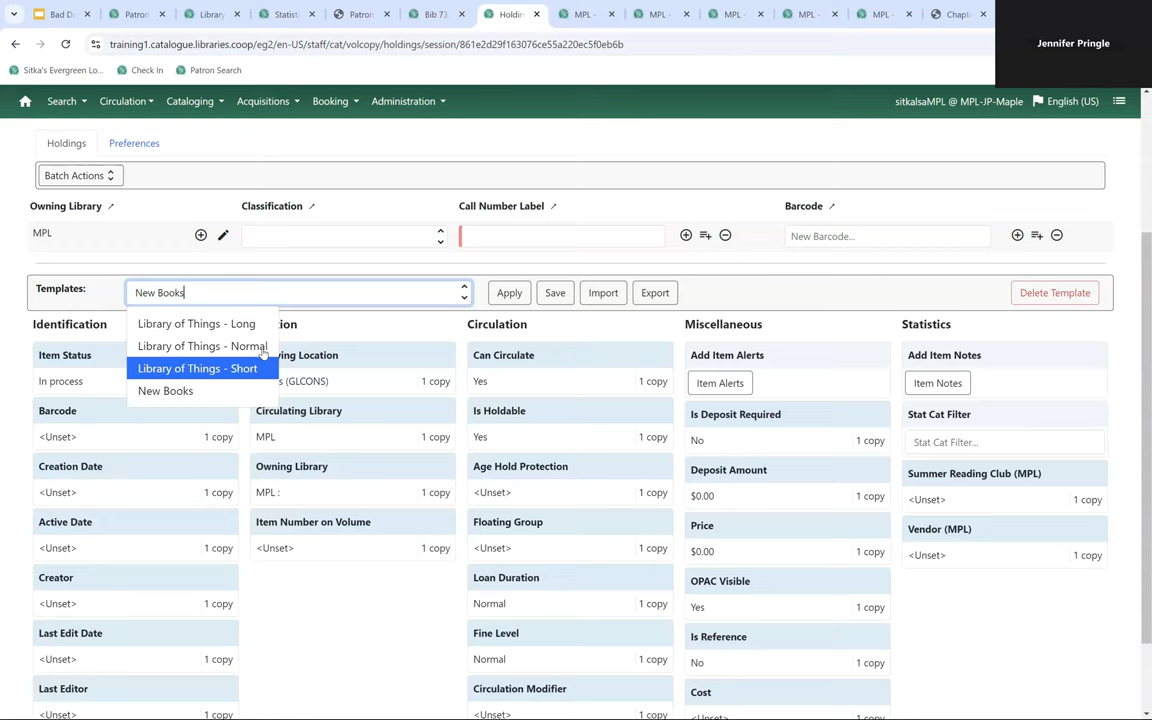 Bad Da
Patron
Library
Statist
Patron
Bib 73
Holdin
MPL -
MPL -
MPL -
MPL -
MPL -
Chapt
training1.catalogue.libraries.coop/eg2/en-US/staff/cat/volcopy/holdings/session/861e2d29f163076ce55a220ec5f0eb6b
Jennifer Pringle
Sitka's Evergreen Lo... Check In Patron Search
Search Circulation Cataloging Acquisitions Booking Administration sitkalsaMPL @ MPL-JP-Maple English (US)
Holdings Preferences
Batch Actions
Owning Library Classification Call Number Label Barcode
MPL New Barcode...
Templates: New Books Apply Save Import Export Delete Template
Library of Things - Long
Library of Things - Normal
Library of Things - Short
New Books
Identification
Item Status
In process
Barcode
<Unset> 1 copy
Creation Date
<Unset> 1 copy
Active Date
<Unset> 1 copy
Creator
<Unset> 1 copy
Last Edit Date
<Unset> 1 copy
Last Editor
<Unset> 1 copy
Location
(GLCONS) 1 copy
Circulating Library
MPL 1 copy
Owning Library
MPL : 1 copy
Item Number on Volume
<Unset> 1 copy
Circulation
Can Circulate
Yes 1 copy
Is Holdable
Yes 1 copy
Age Hold Protection
<Unset> 1 copy
Floating Group
<Unset> 1 copy
Loan Duration
Normal 1 copy
Fine Level
Normal 1 copy
Circulation Modifier
<Unset> 1 copy
Miscellaneous
Add Item Alerts
Item Alerts
Is Deposit Required
No 1 copy
Deposit Amount
$0.00 1 copy
Price
$0.00 1 copy
OPAC Visible
Yes 1 copy
Is Reference
No 1 copy
Cost
<Unset> 1 copy
Statistics
Add Item Notes
Item Notes
Stat Cat Filter
Stat Cat Filter...
Summer Reading Club (MPL)
<Unset> 1 copy
Vendor (MPL)
<Unset> 1 copy